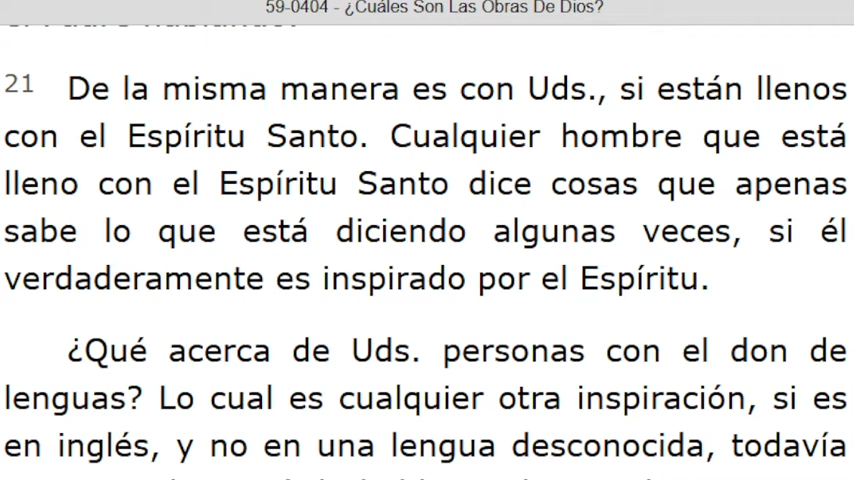 59-0404 - ¿Cuáles Son Las Obras De Dios?
21 De la misma manera es con Uds., si están llenos
con el Espíritu Santo. Cualquier hombre que está
lleno con el Espíritu Santo dice cosas que apenas
sabe lo que está diciendo algunas veces, si él
verdaderamente es inspirado por el Espíritu.
¿Qué acerca de Uds. personas con el don de
lenguas? Lo cual es cualquier otra inspiración, si es
en inglés, y no en una lengua desconocida, todavía